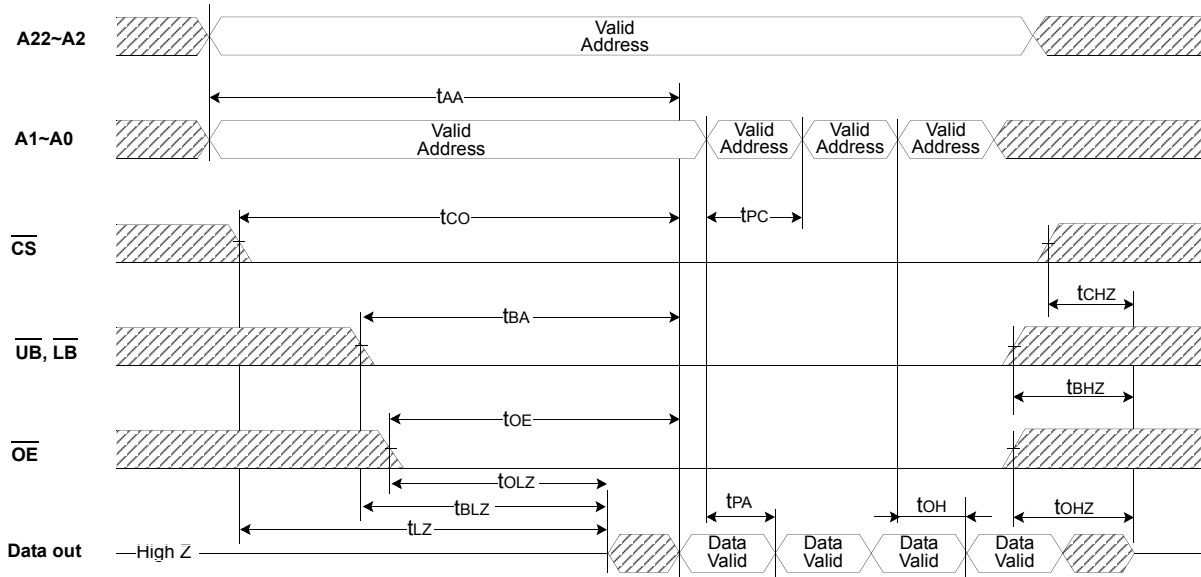 A22~A2
Valid
Address
tAA
A1~A0
Valid
Address
Valid
Address
Valid
Address
Valid
Address
tCO
tPC
CS
tCHZ
tBA
UB, LB
tBHZ
tOE
OE
tOLZ
tBLZ
tPA
tOH
tOHZ
tLZ
Data out
High Z
Data
Valid
Data
Valid
Data
Valid
Data
Valid